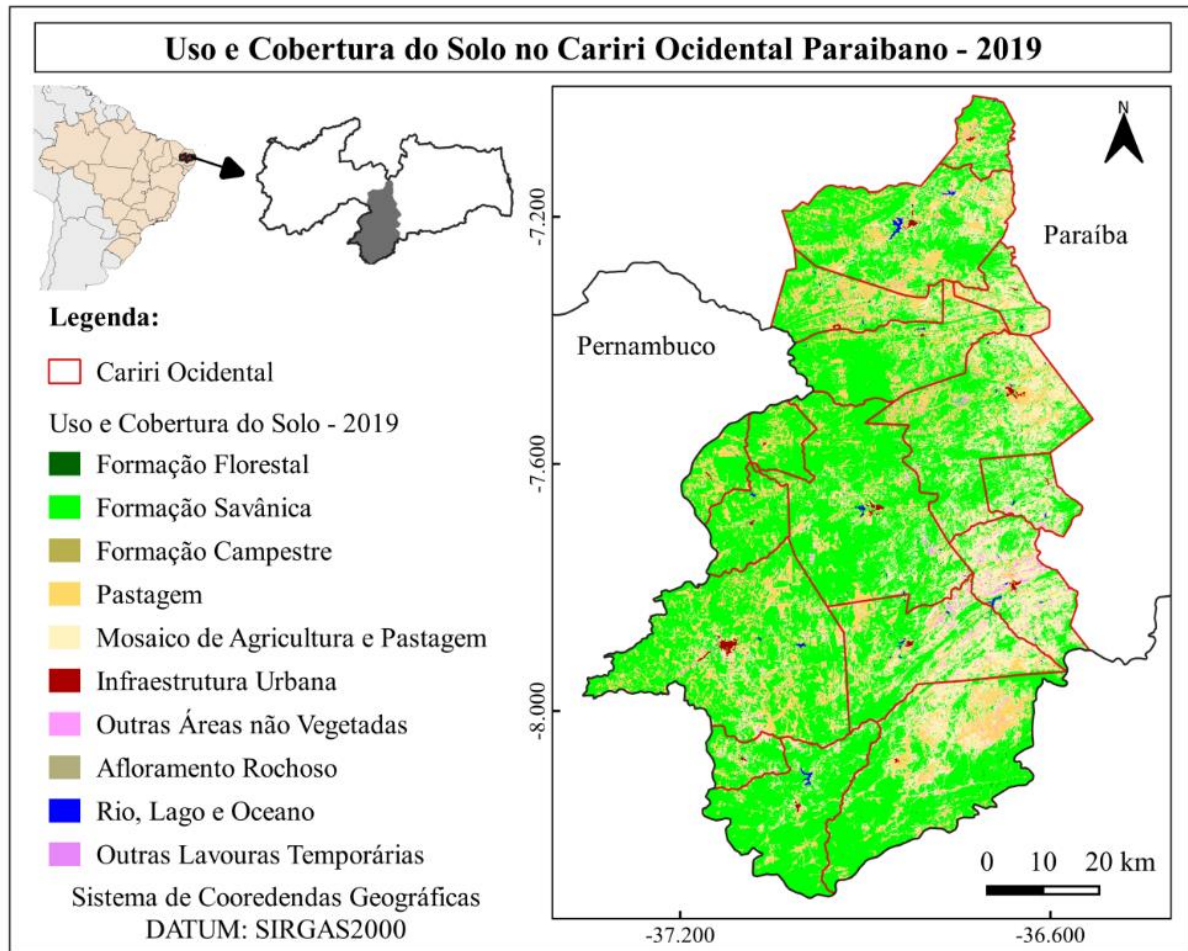 Uso e Cobertura do Solo no Cariri Ocidental Paraibano - 2019
Legenda:
Cariri Ocidental
Uso e Cobertura do Solo - 2019
Formação Florestal
Formação Savânica
Formação Campestre
Pastagem
Mosaico de Agricultura e Pastagem
Infraestrutura Urbana
Outras Áreas não Vegetadas
Afloramento Rochoso
Rio, Lago e Oceano
Outras Lavouras Temporárias
Sistema de Cooredendas Geográficas
DATUM: SIRGAS2000
N
Paraíba
Pernambuco
-7.200
-7.600
-8.000
0 10 20 km
-37.200
-36.600